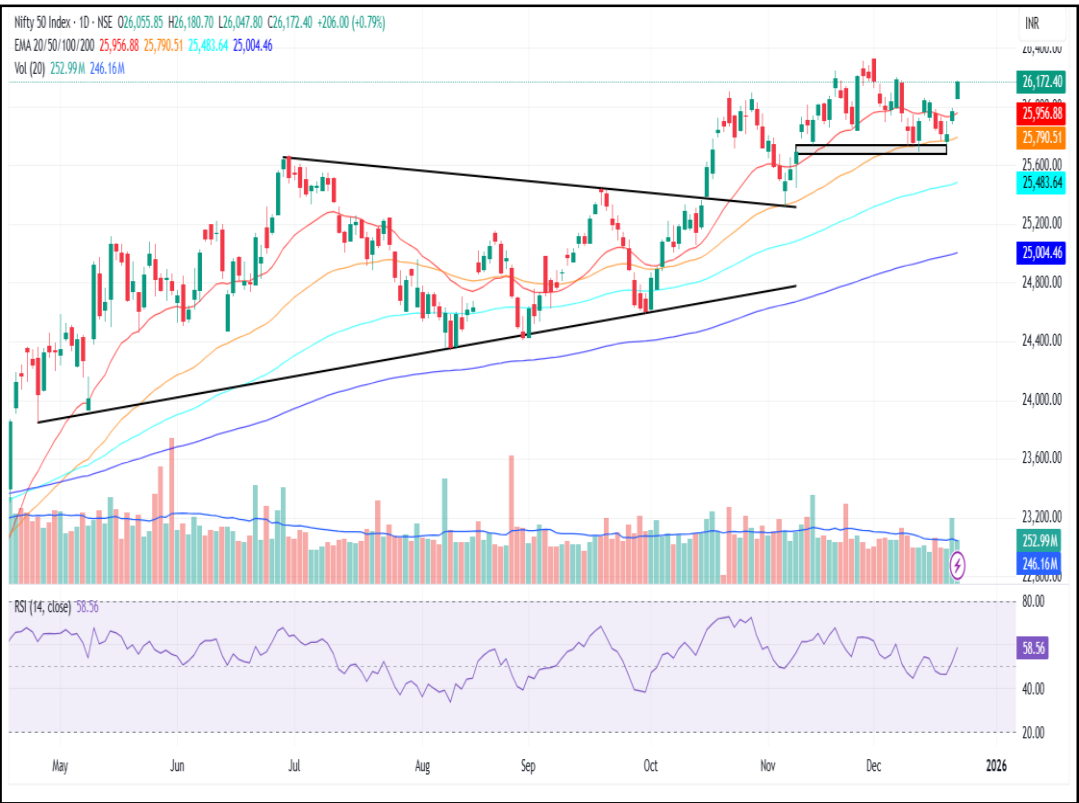 Nifty 50 Index · 1D · NSE O26,055.85 H26,180.70 L26,047.80 C26,172.40 +206.00 (+0.79%)
INR
EMA 20/50/100/200 25,956.88 25,790.51 25,483.64 25,004.46
Vol (20) 252.99M 246.16M
26,172.40
25,956.88
25,790.51
25,600.00
25,483.64
25,200.00
25,004.46
24,800.00
24,400.00
24,000.00
23,600.00
23,200.00
252.99M
246.16M
22,800.00
RSI (14, close) 58.56
80.00
58.56
40.00
20.00
May Jun Jul Aug Sep Oct Nov Dec 2026